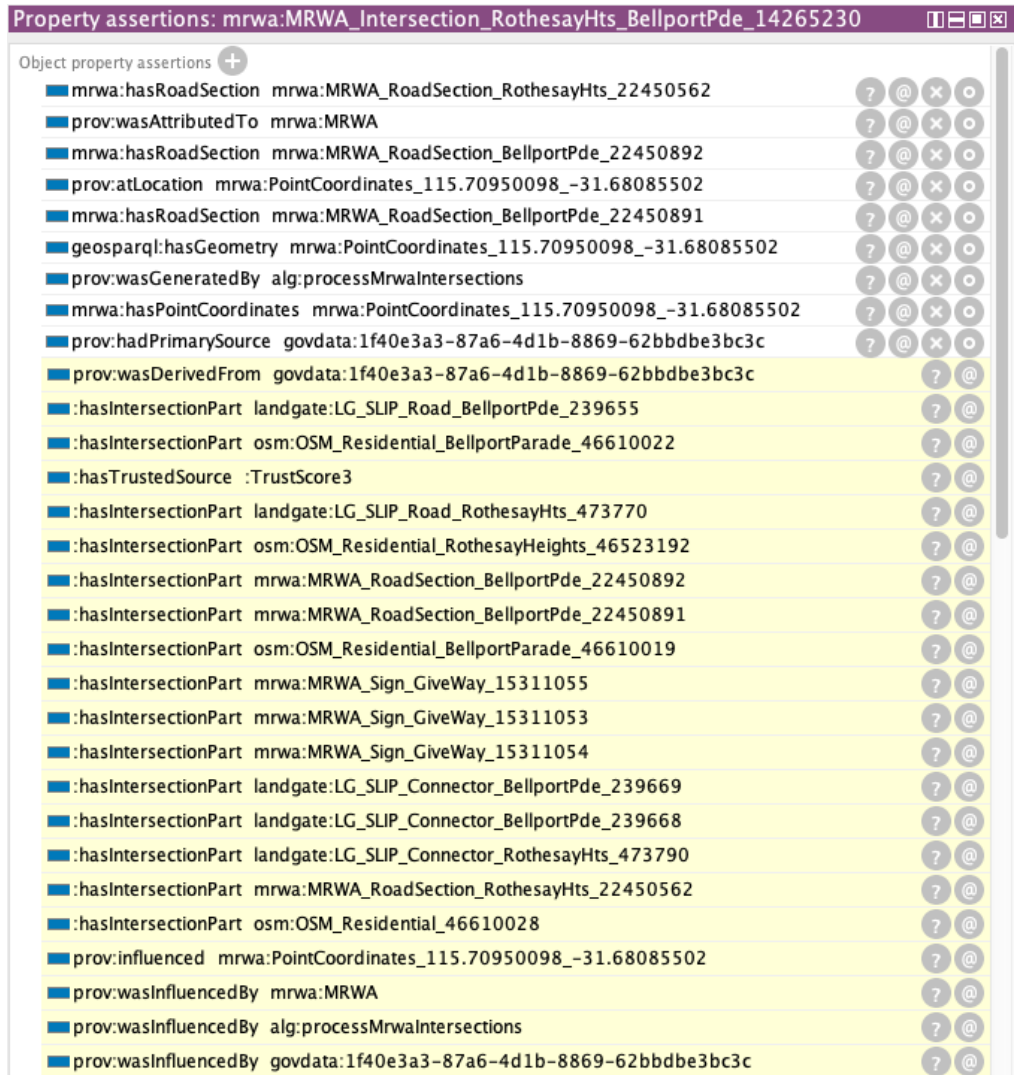 Property assertions: mrwa:MRWA_Intersection_RothesayHts_BellportPde_14265230
Object property assertions +
mrwa:hasRoadSection mrwa:MRWA_RoadSection_RothesayHts_22450562 ? @ × o
prov:wasAttributedTo mrwa:MRWA ? @ × o
mrwa:hasRoadSection mrwa:MRWA_RoadSection_BellportPde_22450892 ? @ × o
prov:atLocation mrwa:PointCoordinates_115.70950098_-31.68085502 ? @ × o
mrwa:hasRoadSection mrwa:MRWA_RoadSection_BellportPde_22450891 ? @ × o
geosparql:hasGeometry mrwa:PointCoordinates_115.70950098_-31.68085502 ? @ × o
prov:wasGeneratedBy alg:processMrwaIntersections ? @ × o
mrwa:hasPointCoordinates mrwa:PointCoordinates_115.70950098_-31.68085502 ? @ × o
prov:hadPrimarySource govdata:1f40e3a3-87a6-4d1b-8869-62bbdbe3bc3c ? @ × o
prov:wasDerivedFrom govdata:1f40e3a3-87a6-4d1b-8869-62bbdbe3bc3c ? @
:hasIntersectionPart landgate:LG_SLIP_Road_BellportPde_239655 ? @
:hasIntersectionPart osm:OSM_Residential_BellportParade_46610022 ? @
:hasTrustedSource :TrustScore3 ? @
:hasIntersectionPart landgate:LG_SLIP_Road_RothesayHts_473770 ? @
:hasIntersectionPart osm:OSM_Residential_RothesayHeights_46523192 ? @
:hasIntersectionPart mrwa:MRWA_RoadSection_BellportPde_22450892 ? @
:hasIntersectionPart mrwa:MRWA_RoadSection_BellportPde_22450891 ? @
:hasIntersectionPart osm:OSM_Residential_BellportParade_46610019 ? @
:hasIntersectionPart mrwa:MRWA_Sign_GiveWay_15311055 ? @
:hasIntersectionPart mrwa:MRWA_Sign_GiveWay_15311053 ? @
:hasIntersectionPart mrwa:MRWA_Sign_GiveWay_15311054 ? @
:hasIntersectionPart landgate:LG_SLIP_Connector_BellportPde_239669 ? @
:hasIntersectionPart landgate:LG_SLIP_Connector_BellportPde_239668 ? @
:hasIntersectionPart landgate:LG_SLIP_Connector_RothesayHts_473790 ? @
:hasIntersectionPart mrwa:MRWA_RoadSection_RothesayHts_22450562 ? @
:hasIntersectionPart osm:OSM_Residential_46610028 ? @
prov:influenced mrwa:PointCoordinates_115.70950098_-31.68085502 ? @
prov:wasInfluencedBy mrwa:MRWA ? @
prov:wasInfluencedBy alg:processMrwaIntersections ? @
prov:wasInfluencedBy govdata:1f40e3a3-87a6-4d1b-8869-62bbdbe3bc3c ? @